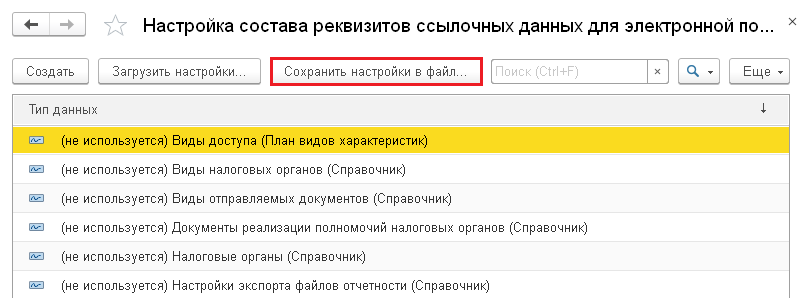 Настройка состава реквизитов ссылочных данных для электронной по...
Создать Загрузить настройки... Сохранить настройки в файл... Поиск (Ctrl+F) × Еще
Тип данных ↓
(не используется) Виды доступа (План видов характеристик)
(не используется) Виды налоговых органов (Справочник)
(не используется) Виды отправляемых документов (Справочник)
(не используется) Документы реализации полномочий налоговых органов (Справочник)
(не используется) Налоговые органы (Справочник)
(не используется) Настройки экспорта файлов отчетности (Справочник)